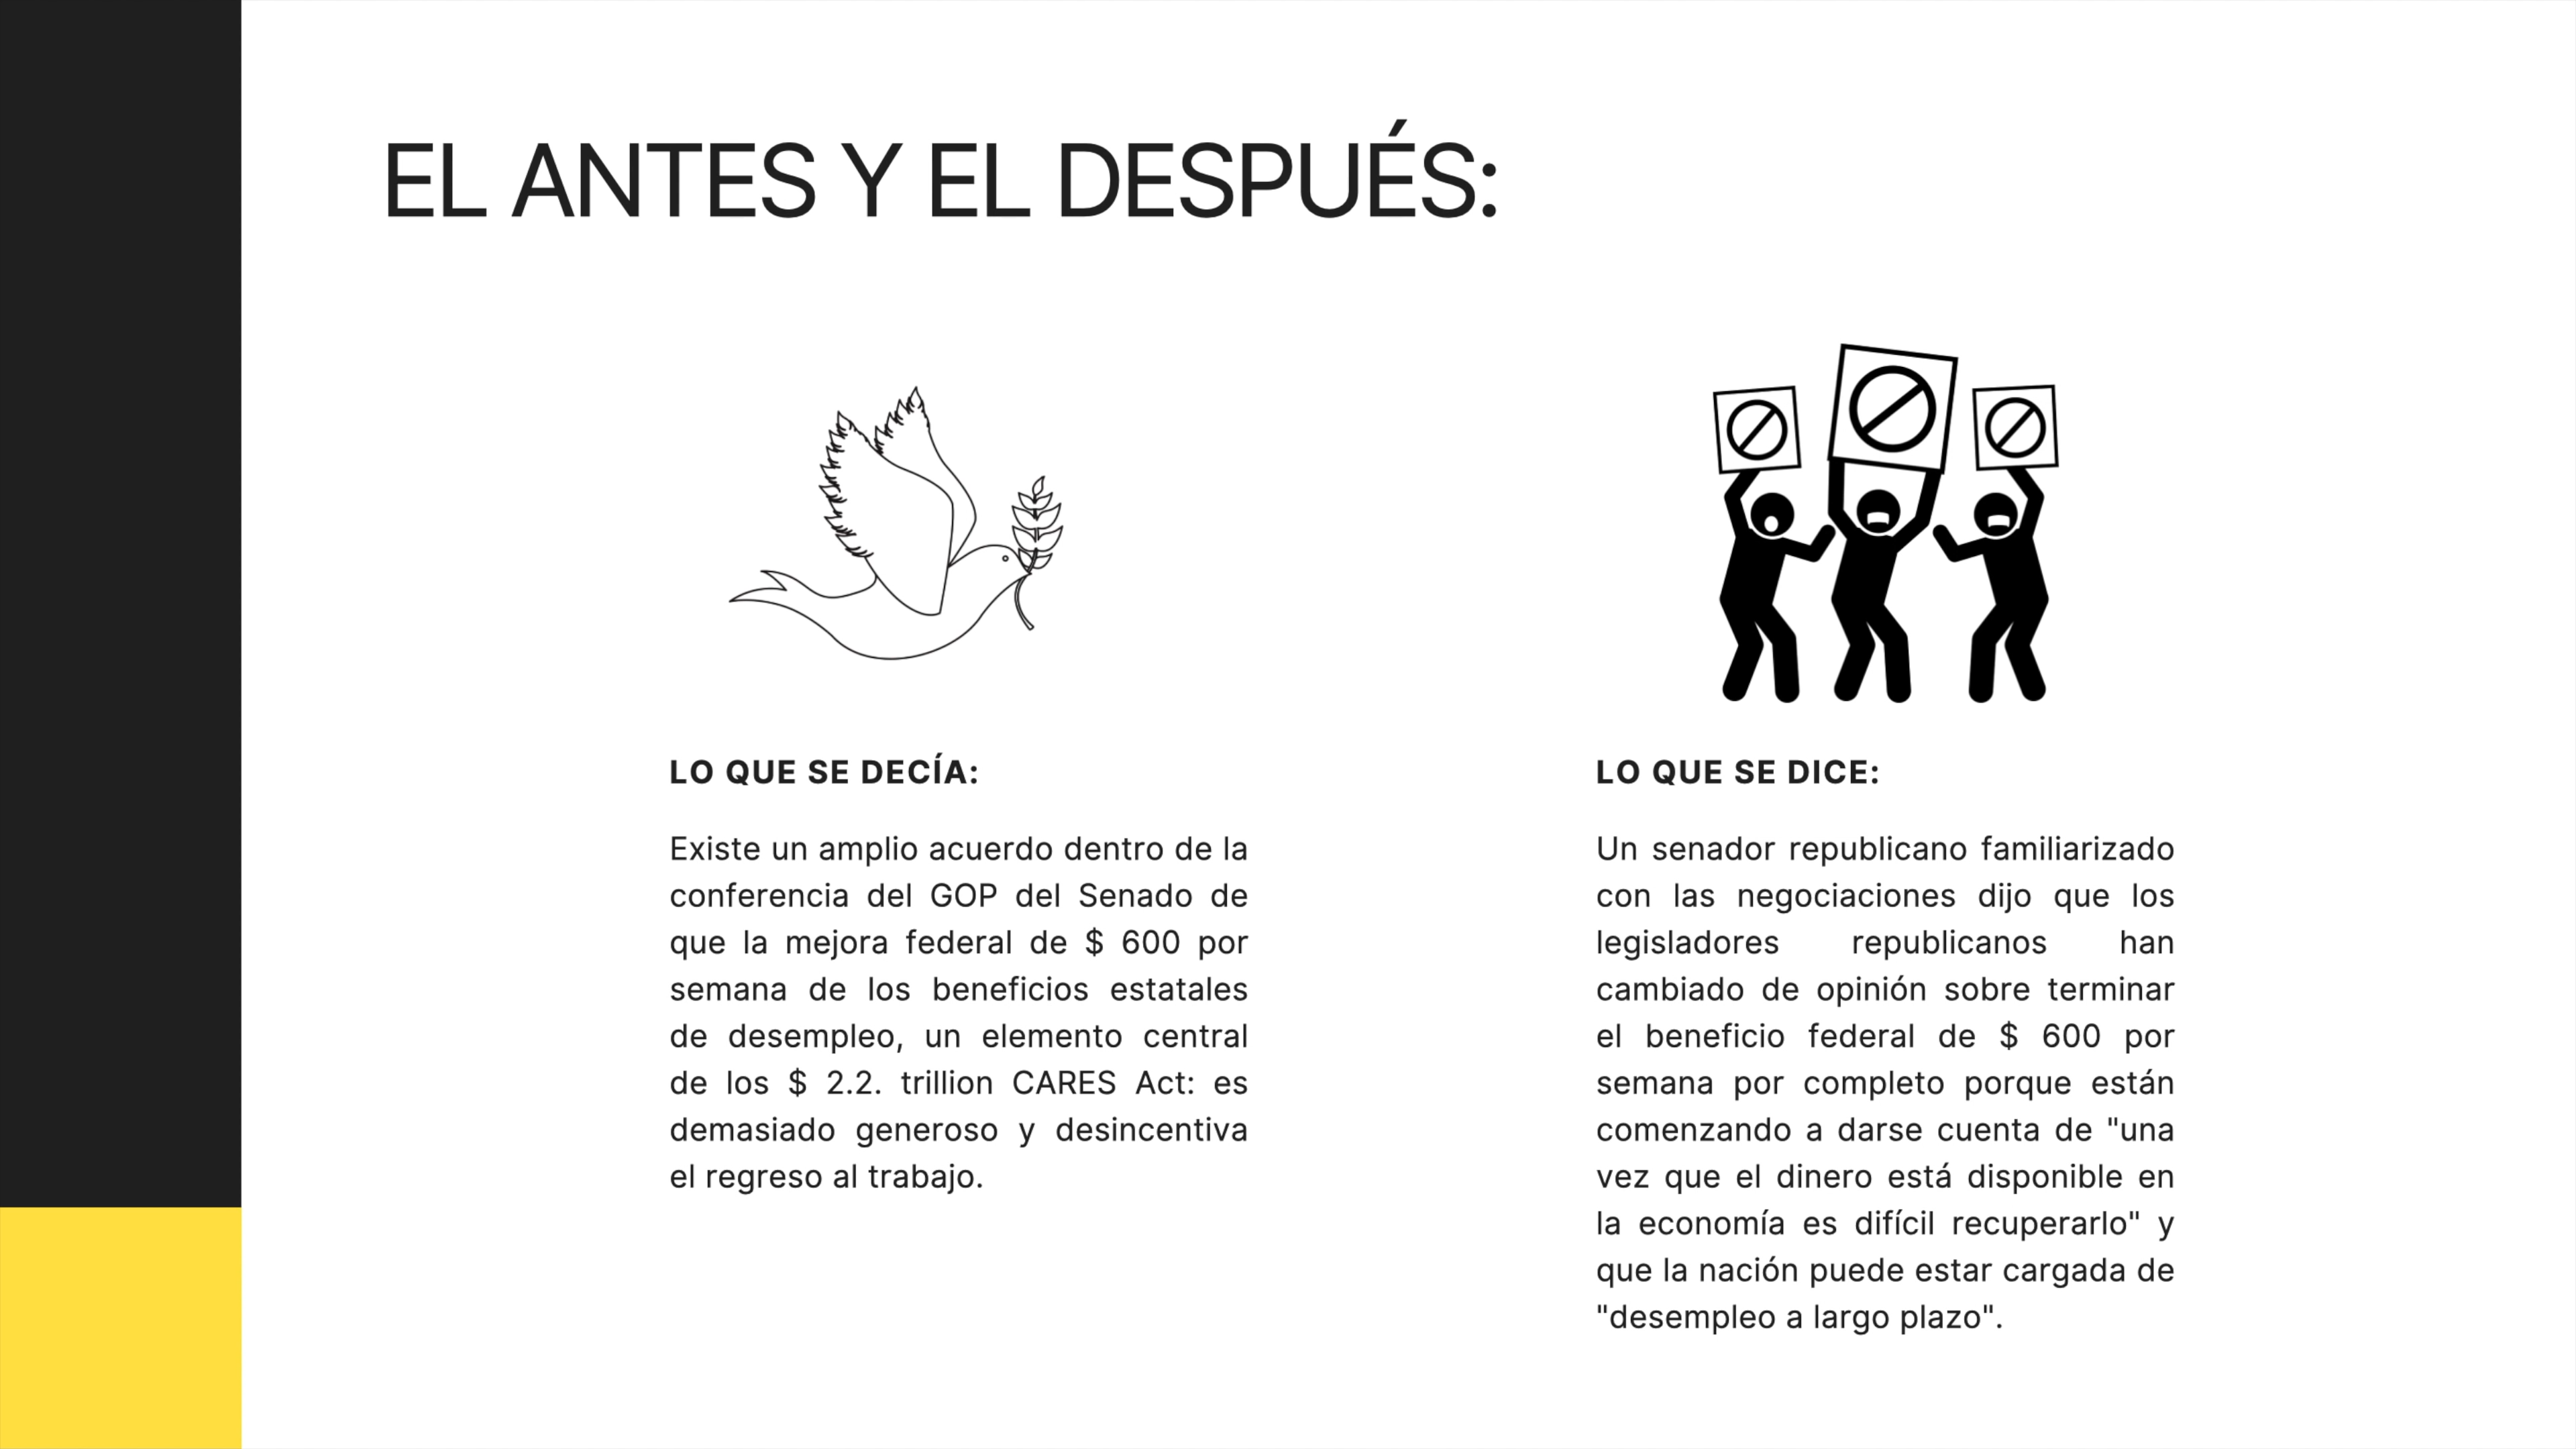 EL ANTES Y EL DESPUÉS:
LO QUE SE DECÍA:
Existe un amplio acuerdo dentro de la
conferencia del GOP del Senado de
que la mejora federal de $ 600 por
semana de los beneficios estatales
de desempleo, un elemento central
de los $ 2.2. trillion CARES Act: es
demasiado generoso y desincentiva
el regreso al trabajo.
LO QUE SE DICE:
Un senador republicano familiarizado
con las negociaciones dijo que los
legisladores republicanos han
cambiado de opinión sobre terminar
el beneficio federal de $ 600 por
semana por completo porque están
comenzando a darse cuenta de "una
vez que el dinero está disponible en
la economía es difícil recuperarlo" y
que la nación puede estar cargada de
"desempleo a largo plazo".